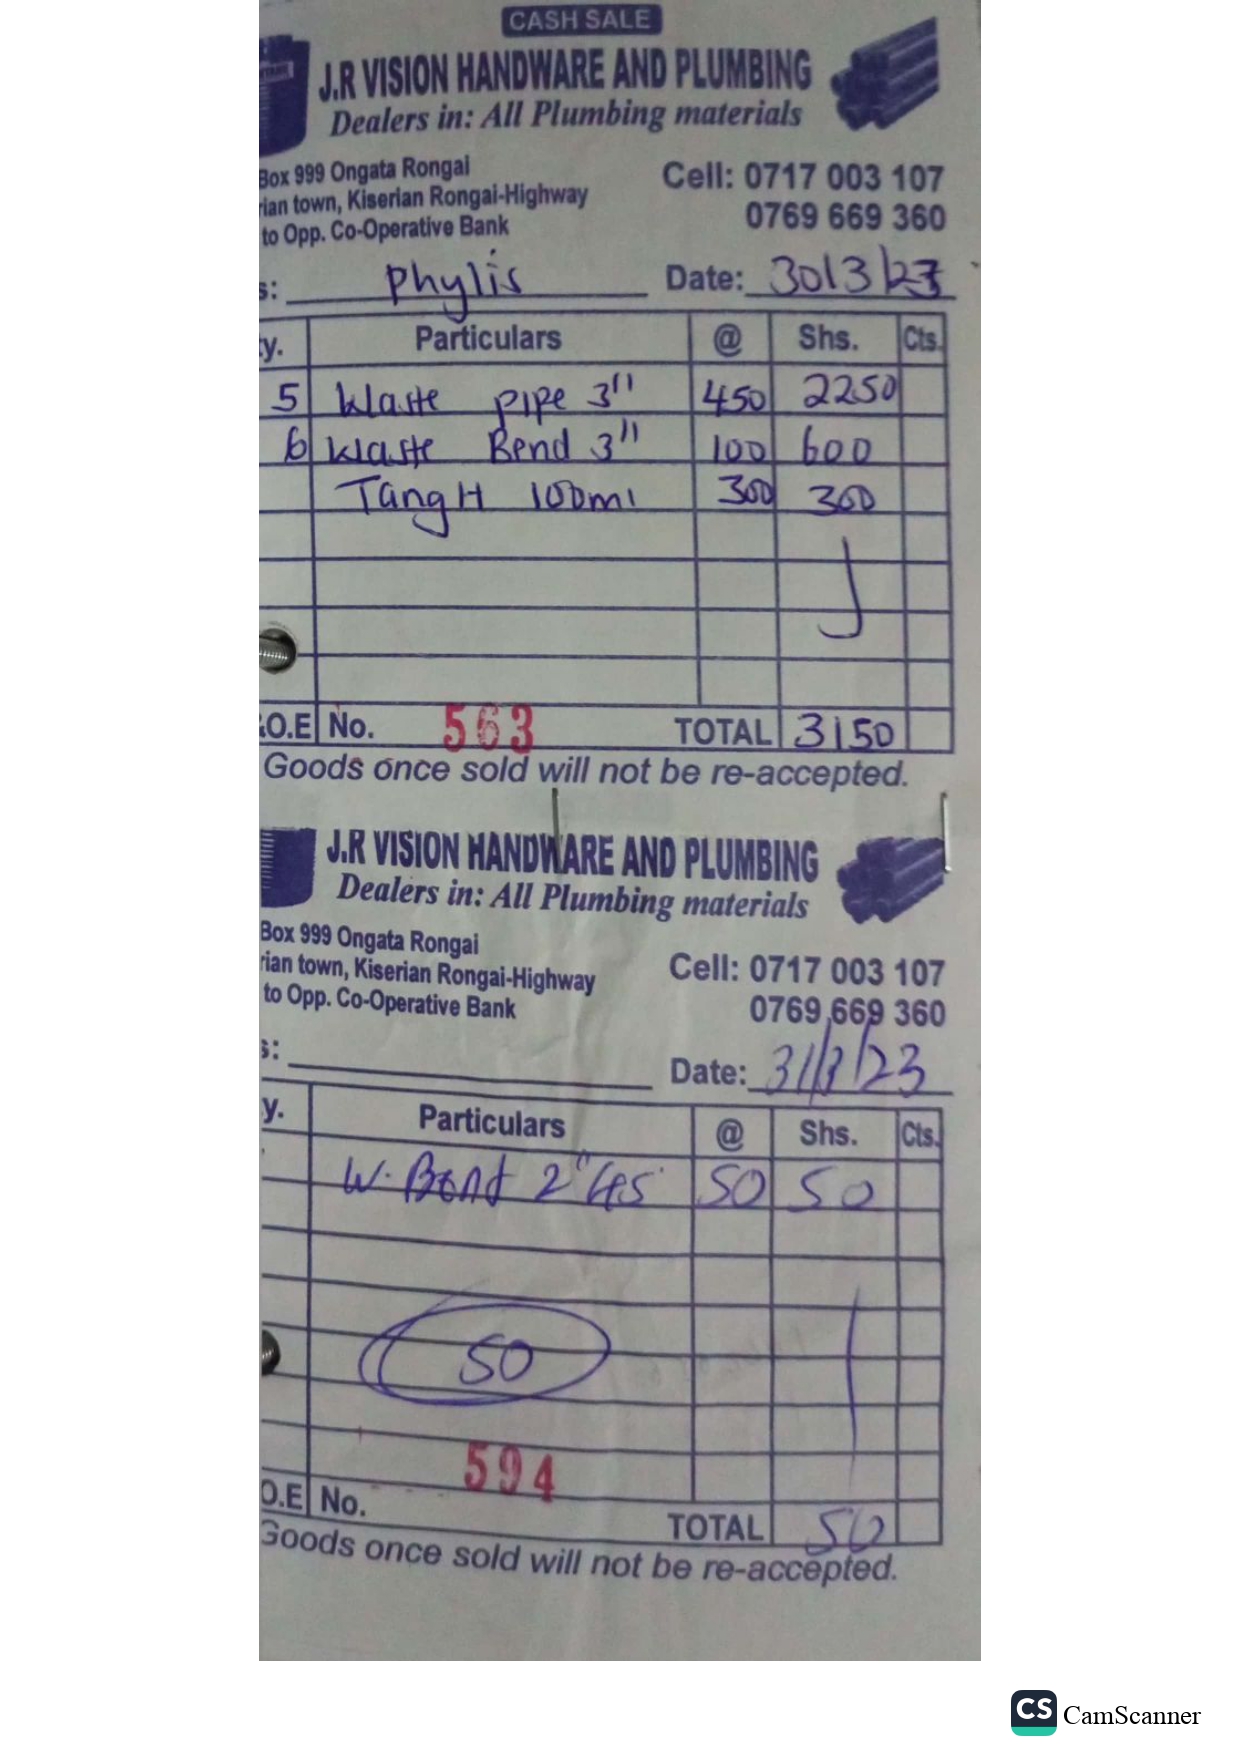 CASH SALE
J.R VISION HANDWARE AND PLUMBING
Dealers in: All Plumbing materials
Box 999 Ongata Rongai
rian town, Kiserian Rongai-Highway
to Opp. Co-Operative Bank
Cell: 0717 003 107
0769 669 360
s: Phylis Date: 30/3/23
y. Particulars @ Shs. Cts.
5 Waste pipe 3" 450 2250
6 Waste Bend 3" 100 600
Tangit 100ml 300 300
.O.E No. 563 TOTAL 3150
Goods once sold will not be re-accepted.
J.R VISION HANDWARE AND PLUMBING
Dealers in: All Plumbing materials
Box 999 Ongata Rongai
rian town, Kiserian Rongai-Highway
to Opp. Co-Operative Bank
Cell: 0717 003 107
0769 669 360
s: Date: 31/3/23
y. Particulars @ Shs. Cts.
W. Bend 2" 45 50 50
50
594
O.E No. TOTAL 50
Goods once sold will not be re-accepted.
CS CamScanner